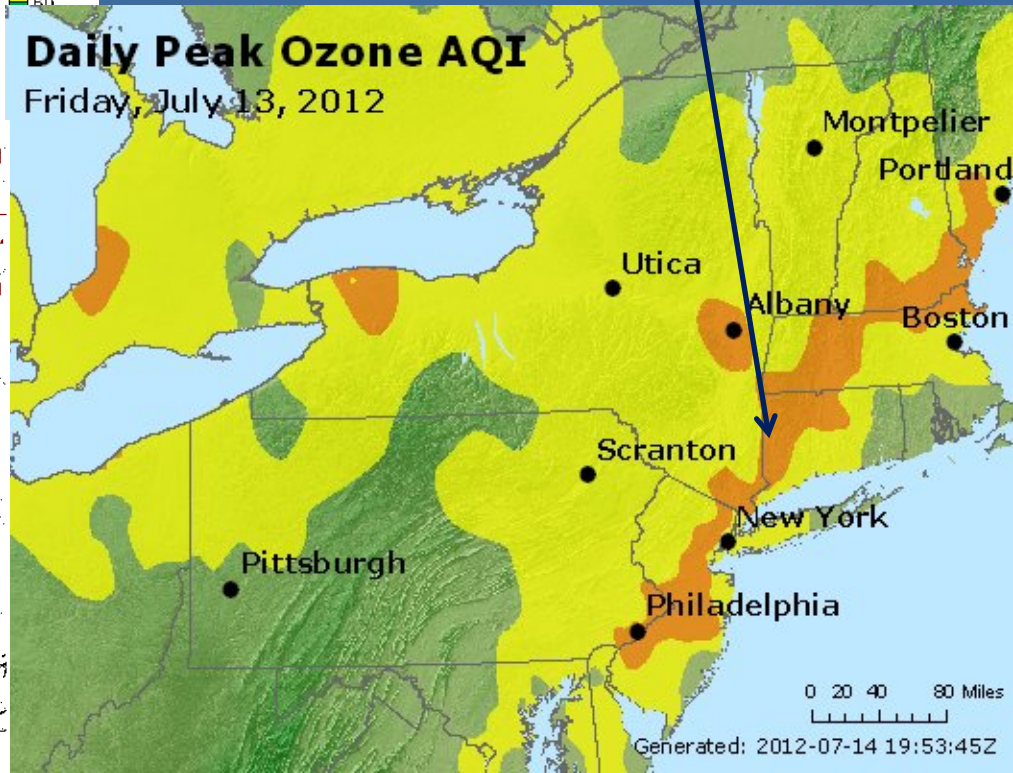 Daily Peak Ozone AQI
Friday, July 13, 2012
Montpelier
Portland
Utica
Albany
Boston
Scranton
New York
Pittsburgh
Philadelphia
0 20 40 80 Miles
Generated: 2012-07-14 19:53:45Z